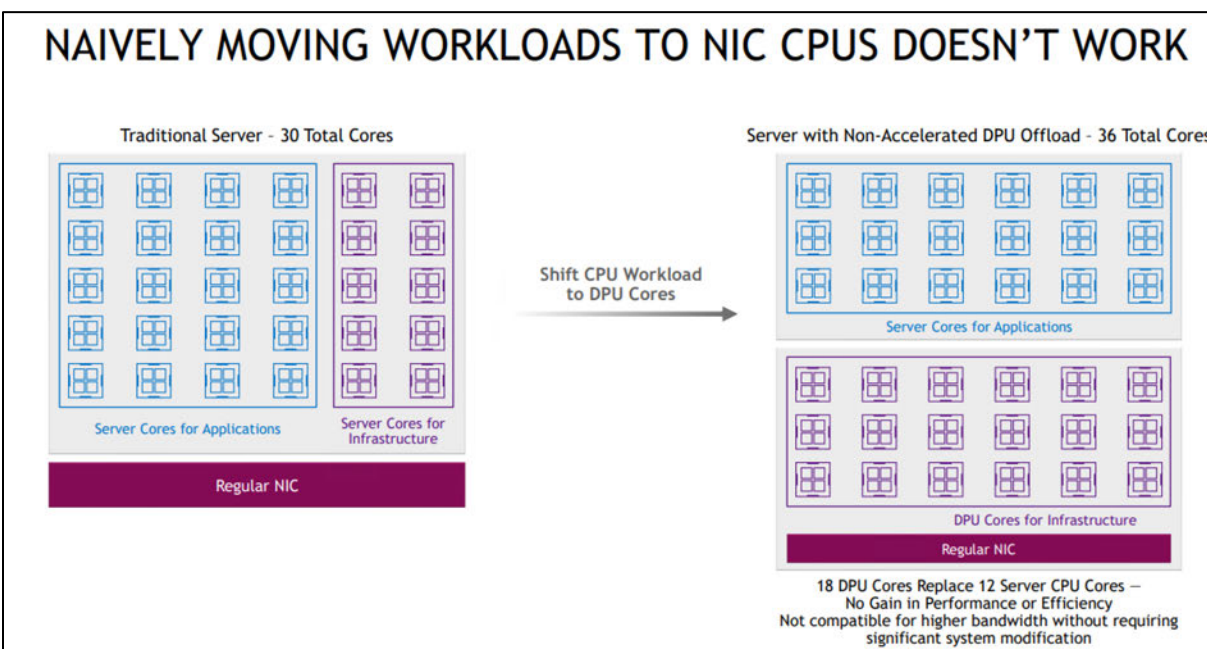 NAIVELY MOVING WORKLOADS TO NIC CPUS DOESN'T WORK
Traditional Server - 30 Total Cores
Server Cores for Applications
Server Cores for
Infrastructure
Regular NIC
Shift CPU Workload
to DPU Cores
Server with Non-Accelerated DPU Offload - 36 Total Cores
Server Cores for Applications
DPU Cores for Infrastructure
Regular NIC
18 DPU Cores Replace 12 Server CPU Cores —
No Gain in Performance or Efficiency
Not compatible for higher bandwidth without requiring
significant system modification